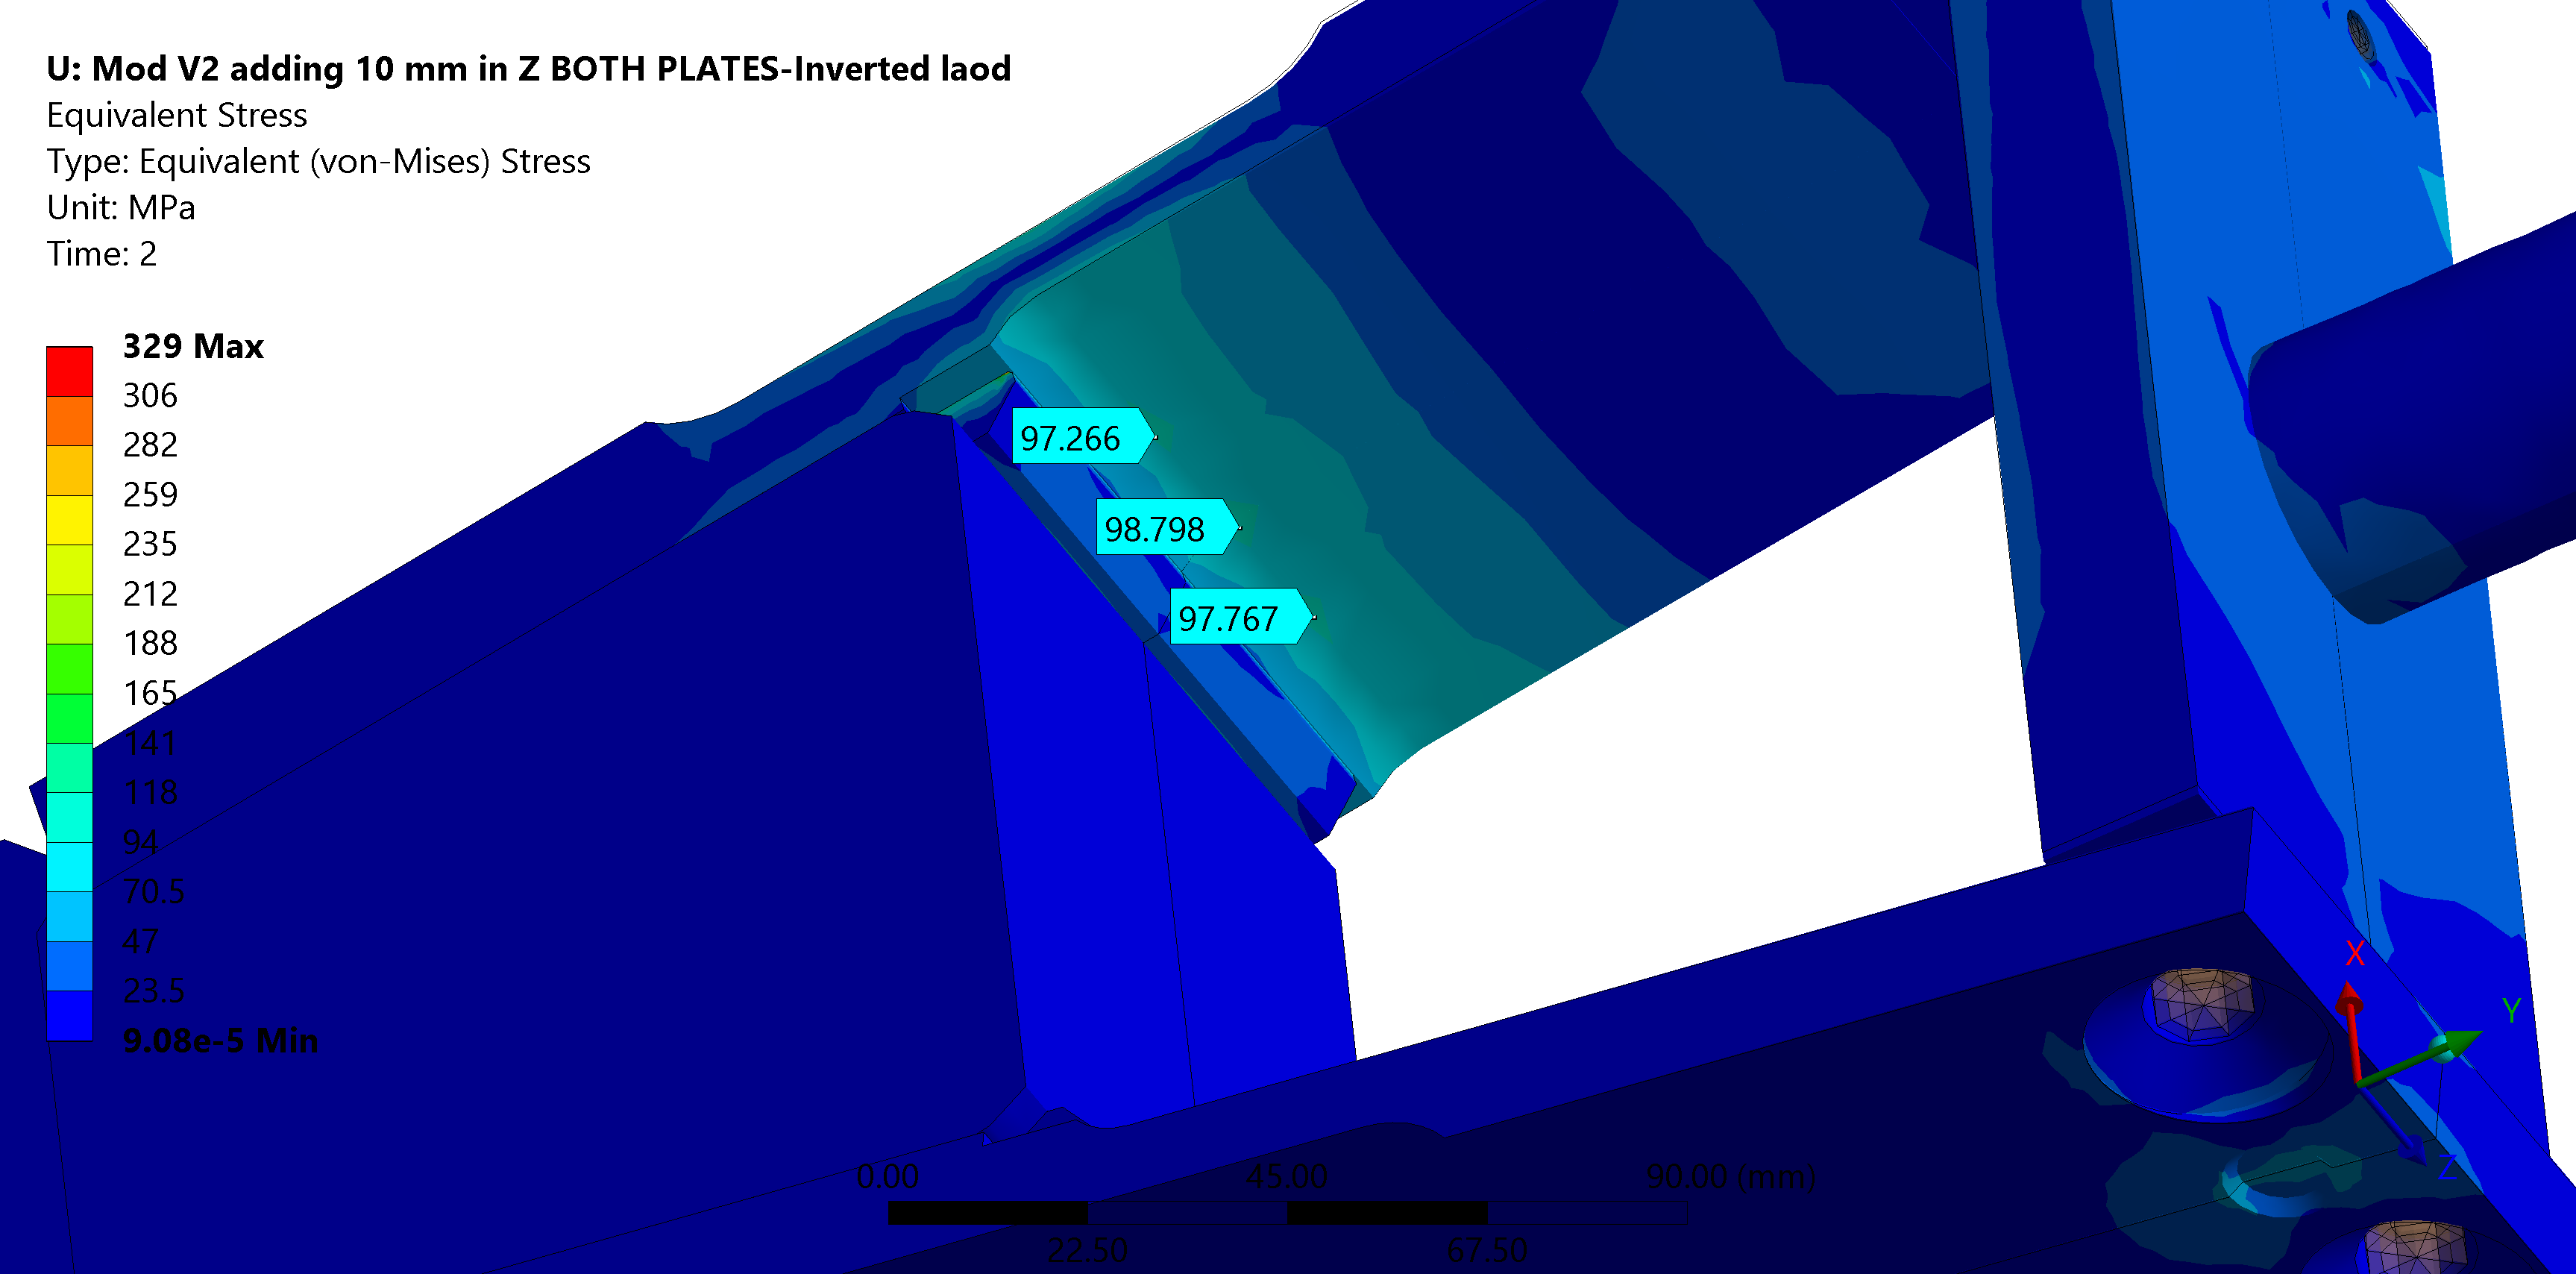 U: Mod V2 adding 10 mm in Z BOTH PLATES-Inverted laod
Equivalent Stress
Type: Equivalent (von-Mises) Stress
Unit: MPa
Time: 2
329 Max
306
282
259
235
212
188
165
141
118
94
70.5
47
23.5
9.08e-5 Min
97.266
98.798
97.767
X
Y
Z
0.00 45.00 90.00 (mm)
22.50 67.50